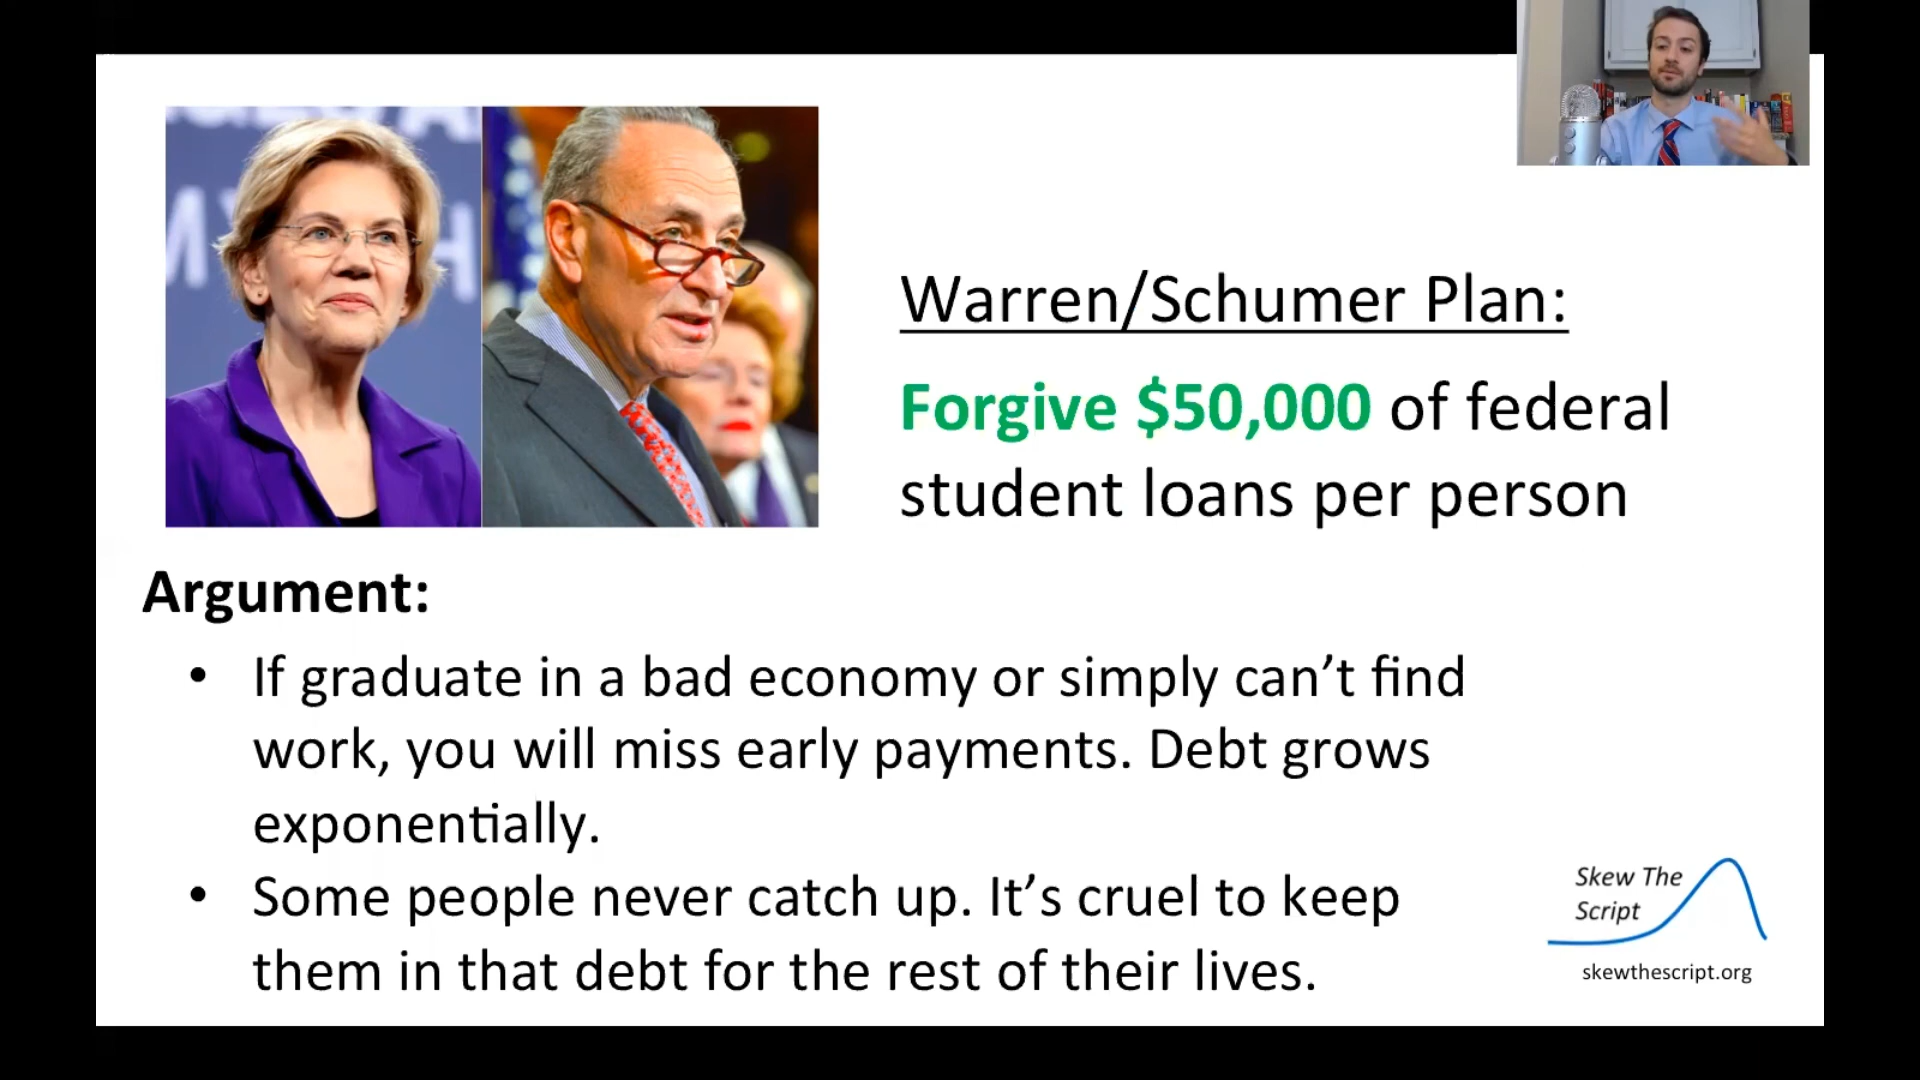 Warren/Schumer Plan:
Forgive $50,000 of federal
student loans per person
Argument:
• If graduate in a bad economy or simply can’t find
work, you will miss early payments. Debt grows
exponentially.
• Some people never catch up. It’s cruel to keep
them in that debt for the rest of their lives.
Skew The
Script
skewthescript.org